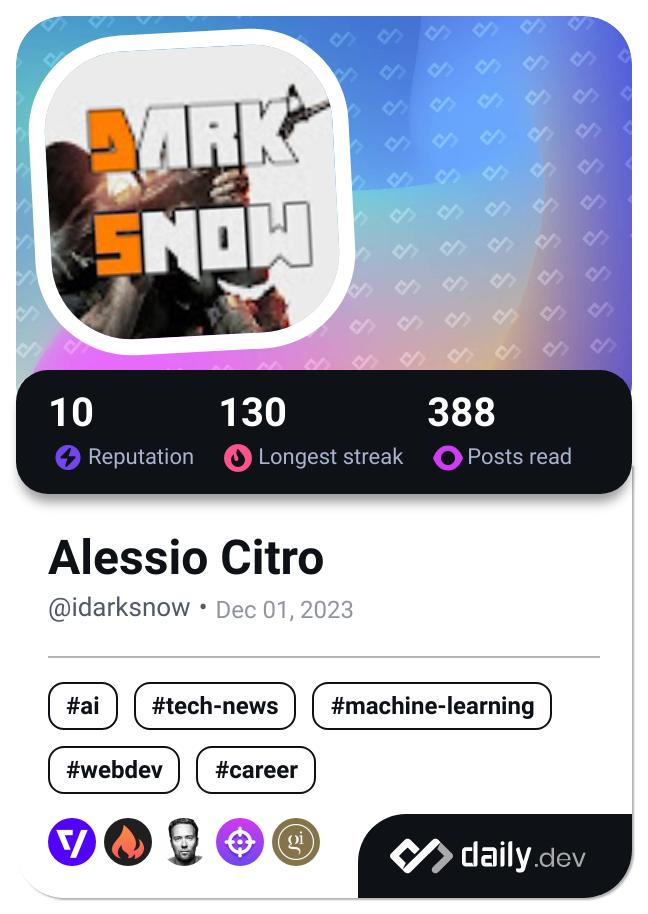 DARK
SNOW
10 130 388
Reputation Longest streak Posts read
Alessio Citro
@idarksnow • Dec 01, 2023
#ai #tech-news #machine-learning
#webdev #career
gi
daily.dev